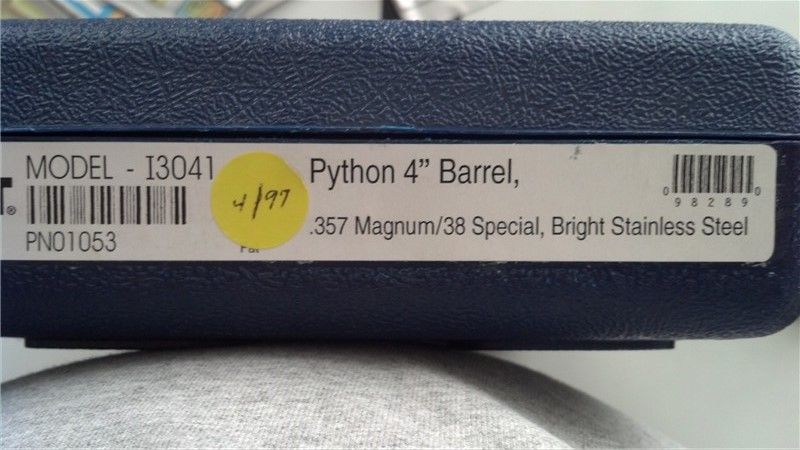 MODEL - I3041
PN01053
4/97
Python 4” Barrel,
.357 Magnum/38 Special, Bright Stainless Steel
0 98289 0